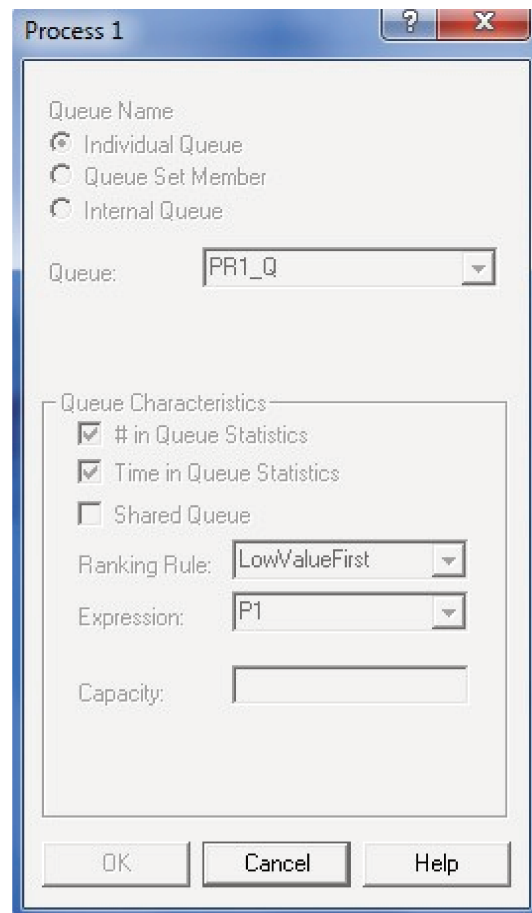 Process 1
?
X
Queue Name
Individual Queue
Queue Set Member
Internal Queue
Queue: PR1_Q
Queue Characteristics
# in Queue Statistics
Time in Queue Statistics
Shared Queue
Ranking Rule: LowValueFirst
Expression: P1
Capacity:
OK Cancel Help